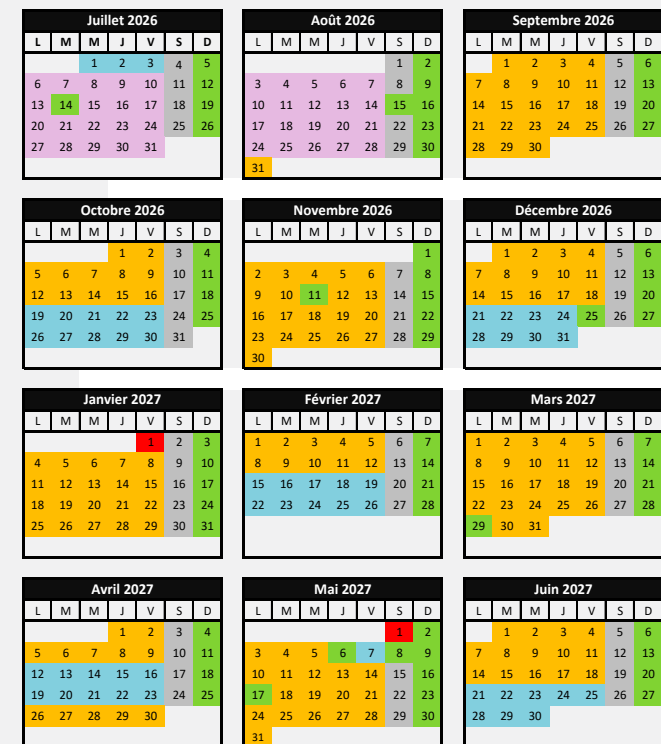 Juillet 2026
L M M J V S D
1 2 3 4 5
6 7 8 9 10 11 12
13 14 15 16 17 18 19
20 21 22 23 24 25 26
27 28 29 30 31
Août 2026
L M M J V S D
1 2
3 4 5 6 7 8 9
10 11 12 13 14 15 16
17 18 19 20 21 22 23
24 25 26 27 28 29 30
31
Septembre 2026
L M M J V S D
1 2 3 4 5 6
7 8 9 10 11 12 13
14 15 16 17 18 19 20
21 22 23 24 25 26 27
28 29 30
Octobre 2026
L M M J V S D
1 2 3 4
5 6 7 8 9 10 11
12 13 14 15 16 17 18
19 20 21 22 23 24 25
26 27 28 29 30 31
Novembre 2026
L M M J V S D
1
2 3 4 5 6 7 8
9 10 11 12 13 14 15
16 17 18 19 20 21 22
23 24 25 26 27 28 29
30
Décembre 2026
L M M J V S D
1 2 3 4 5 6
7 8 9 10 11 12 13
14 15 16 17 18 19 20
21 22 23 24 25 26 27
28 29 30 31
Janvier 2027
L M M J V S D
1 2 3
4 5 6 7 8 9 10
11 12 13 14 15 16 17
18 19 20 21 22 23 24
25 26 27 28 29 30 31
Février 2027
L M M J V S D
1 2 3 4 5 6 7
8 9 10 11 12 13 14
15 16 17 18 19 20 21
22 23 24 25 26 27 28
Mars 2027
L M M J V S D
1 2 3 4 5 6 7
8 9 10 11 12 13 14
15 16 17 18 19 20 21
22 23 24 25 26 27 28
29 30 31
Avril 2027
L M M J V S D
1 2 3 4
5 6 7 8 9 10 11
12 13 14 15 16 17 18
19 20 21 22 23 24 25
26 27 28 29 30
Mai 2027
L M M J V S D
1 2
3 4 5 6 7 8 9
10 11 12 13 14 15 16
17 18 19 20 21 22 23
24 25 26 27 28 29 30
31
Juin 2027
L M M J V S D
1 2 3 4 5 6
7 8 9 10 11 12 13
14 15 16 17 18 19 20
21 22 23 24 25 26 27
28 29 30